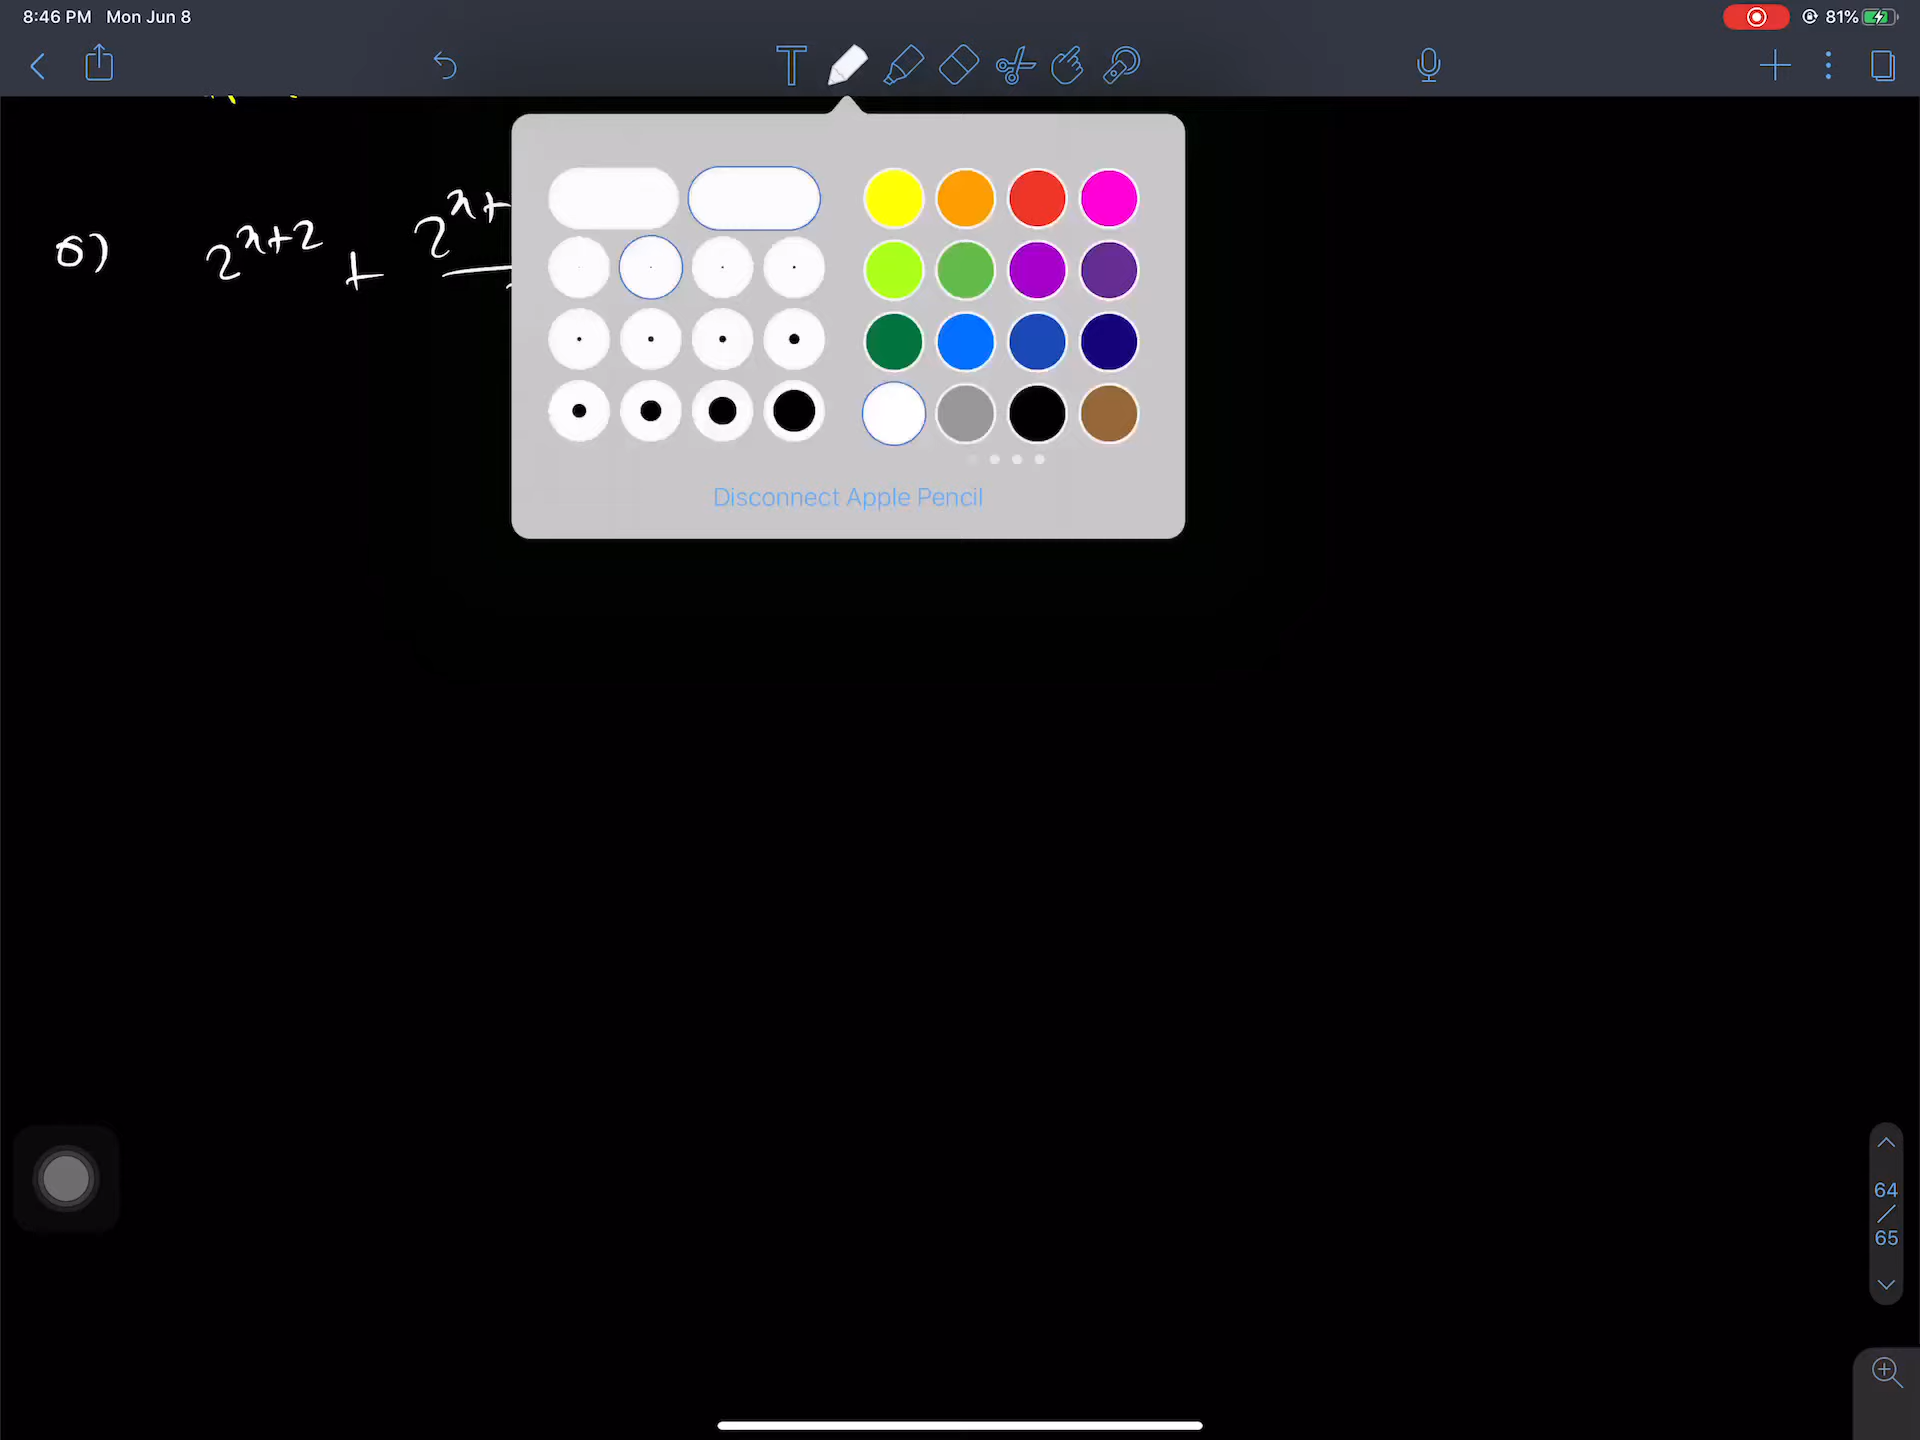 8:46 PM Mon Jun 8
81%
T
6) 2^{x+2} + 2^{x+
Disconnect Apple Pencil
64
/
65